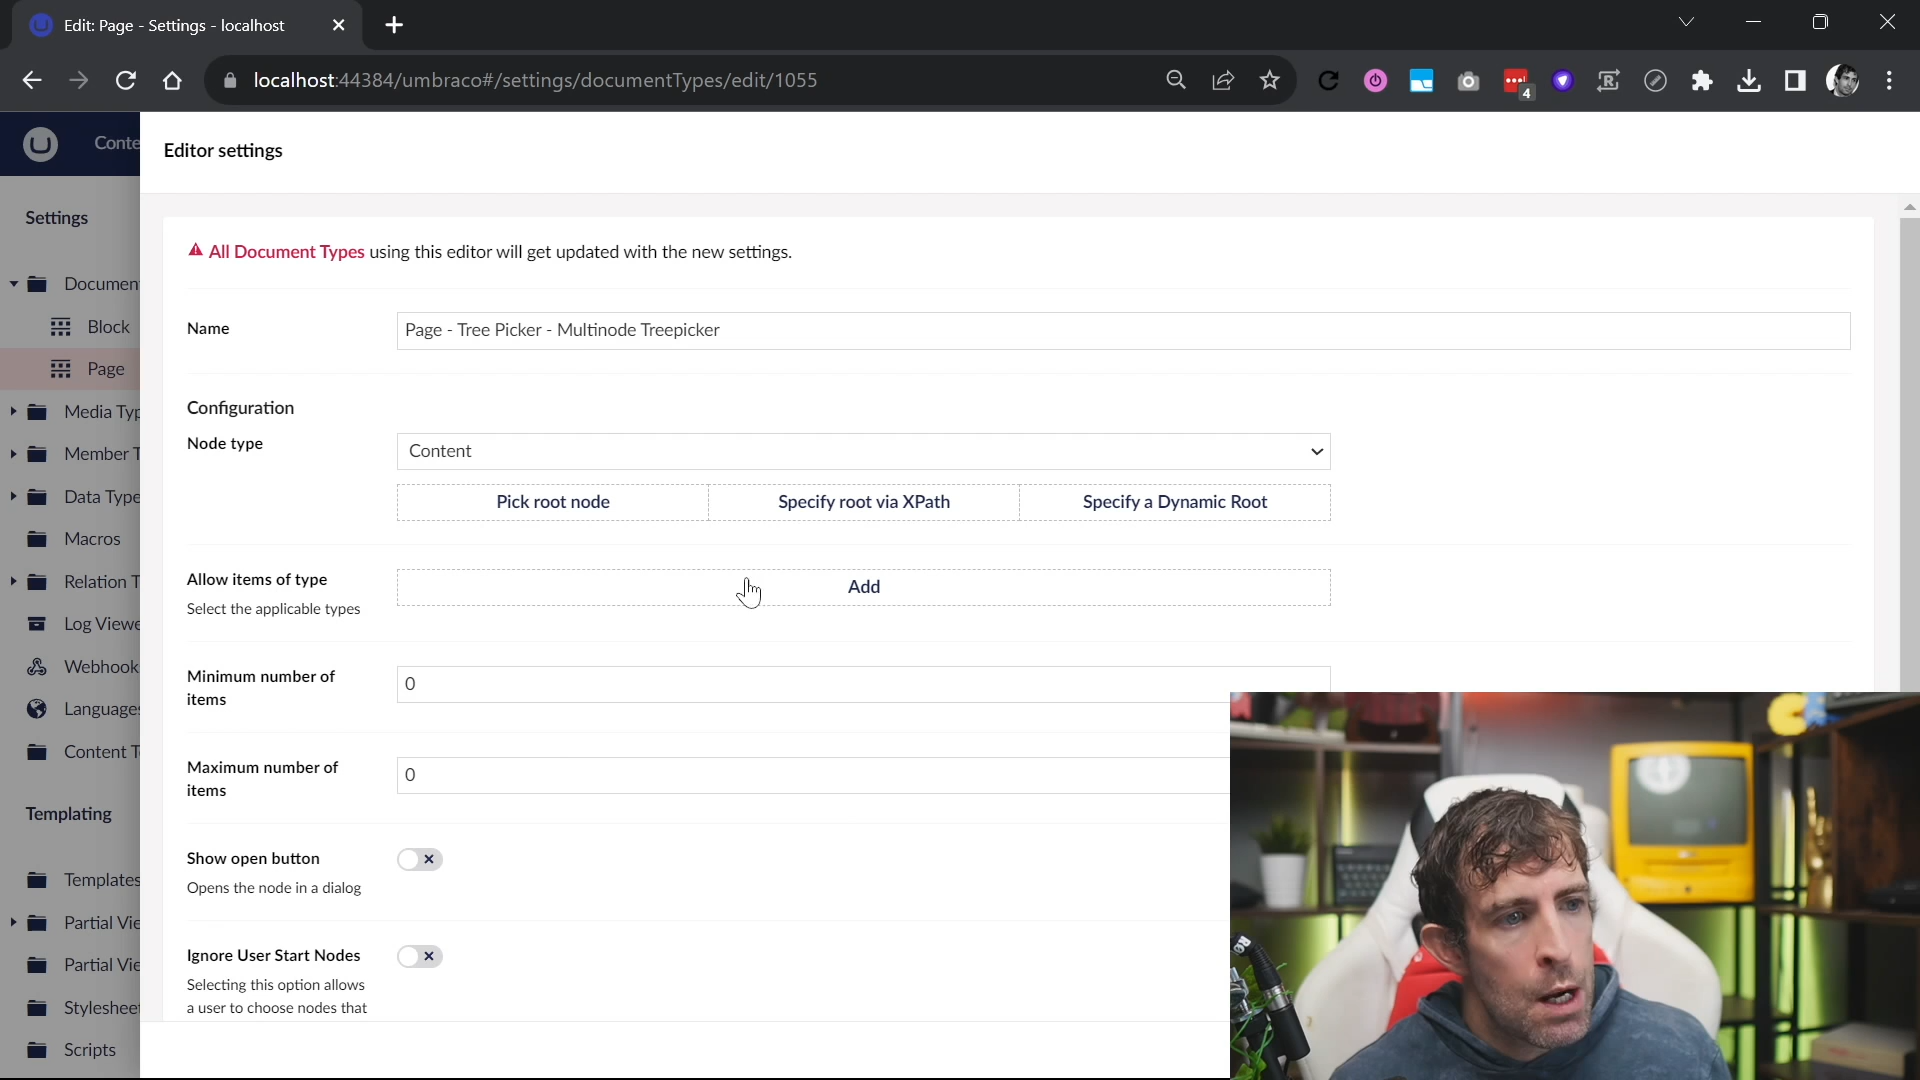 Edit: Page - Settings - localhost
localhost:44384/umbraco#/settings/documentTypes/edit/1055
4
Conte
Editor settings
Settings
Documen
Block
Page
Media Typ
Member T
Data Type
Macros
Relation T
Log Viewe
Webhook
Languages
Content T
Templating
Templates
Partial Vie
Partial Vie
Stylesheet
Scripts
All Document Types using this editor will get updated with the new settings.
Name
Page - Tree Picker - Multinode Treepicker
Configuration
Node type
Content
Pick root node
Specify root via XPath
Specify a Dynamic Root
Allow items of type
Select the applicable types
Add
Minimum number of
items
0
Maximum number of
items
0
Show open button
Opens the node in a dialog
Ignore User Start Nodes
Selecting this option allows
a user to choose nodes that